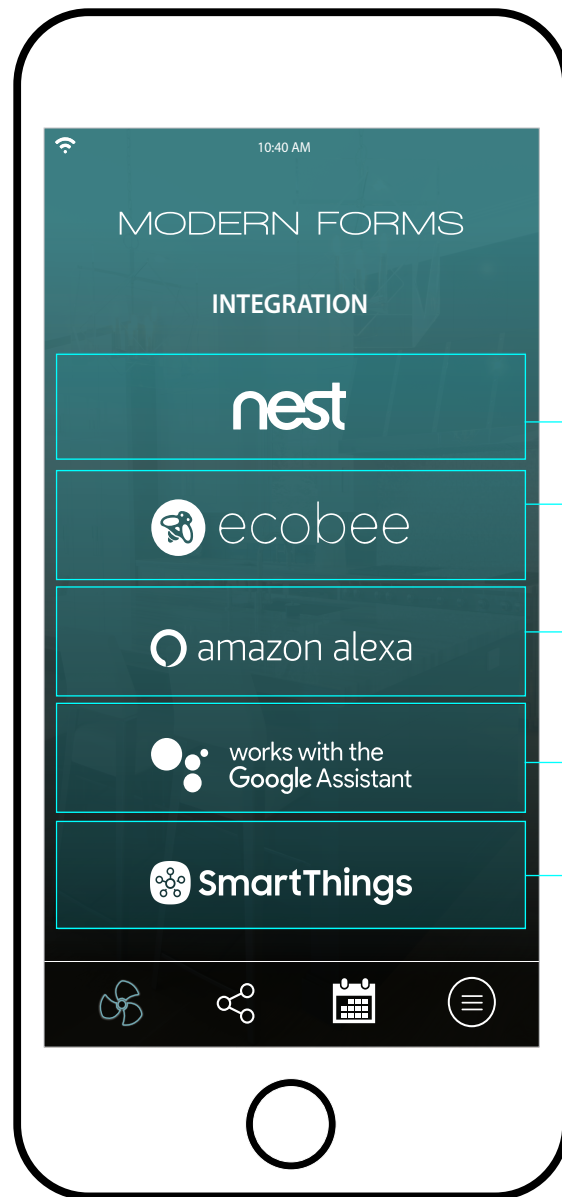 10:40 AM
MODERN FORMS
INTEGRATION
nest
ecobee
amazon alexa
works with the
Google Assistant
SmartThings